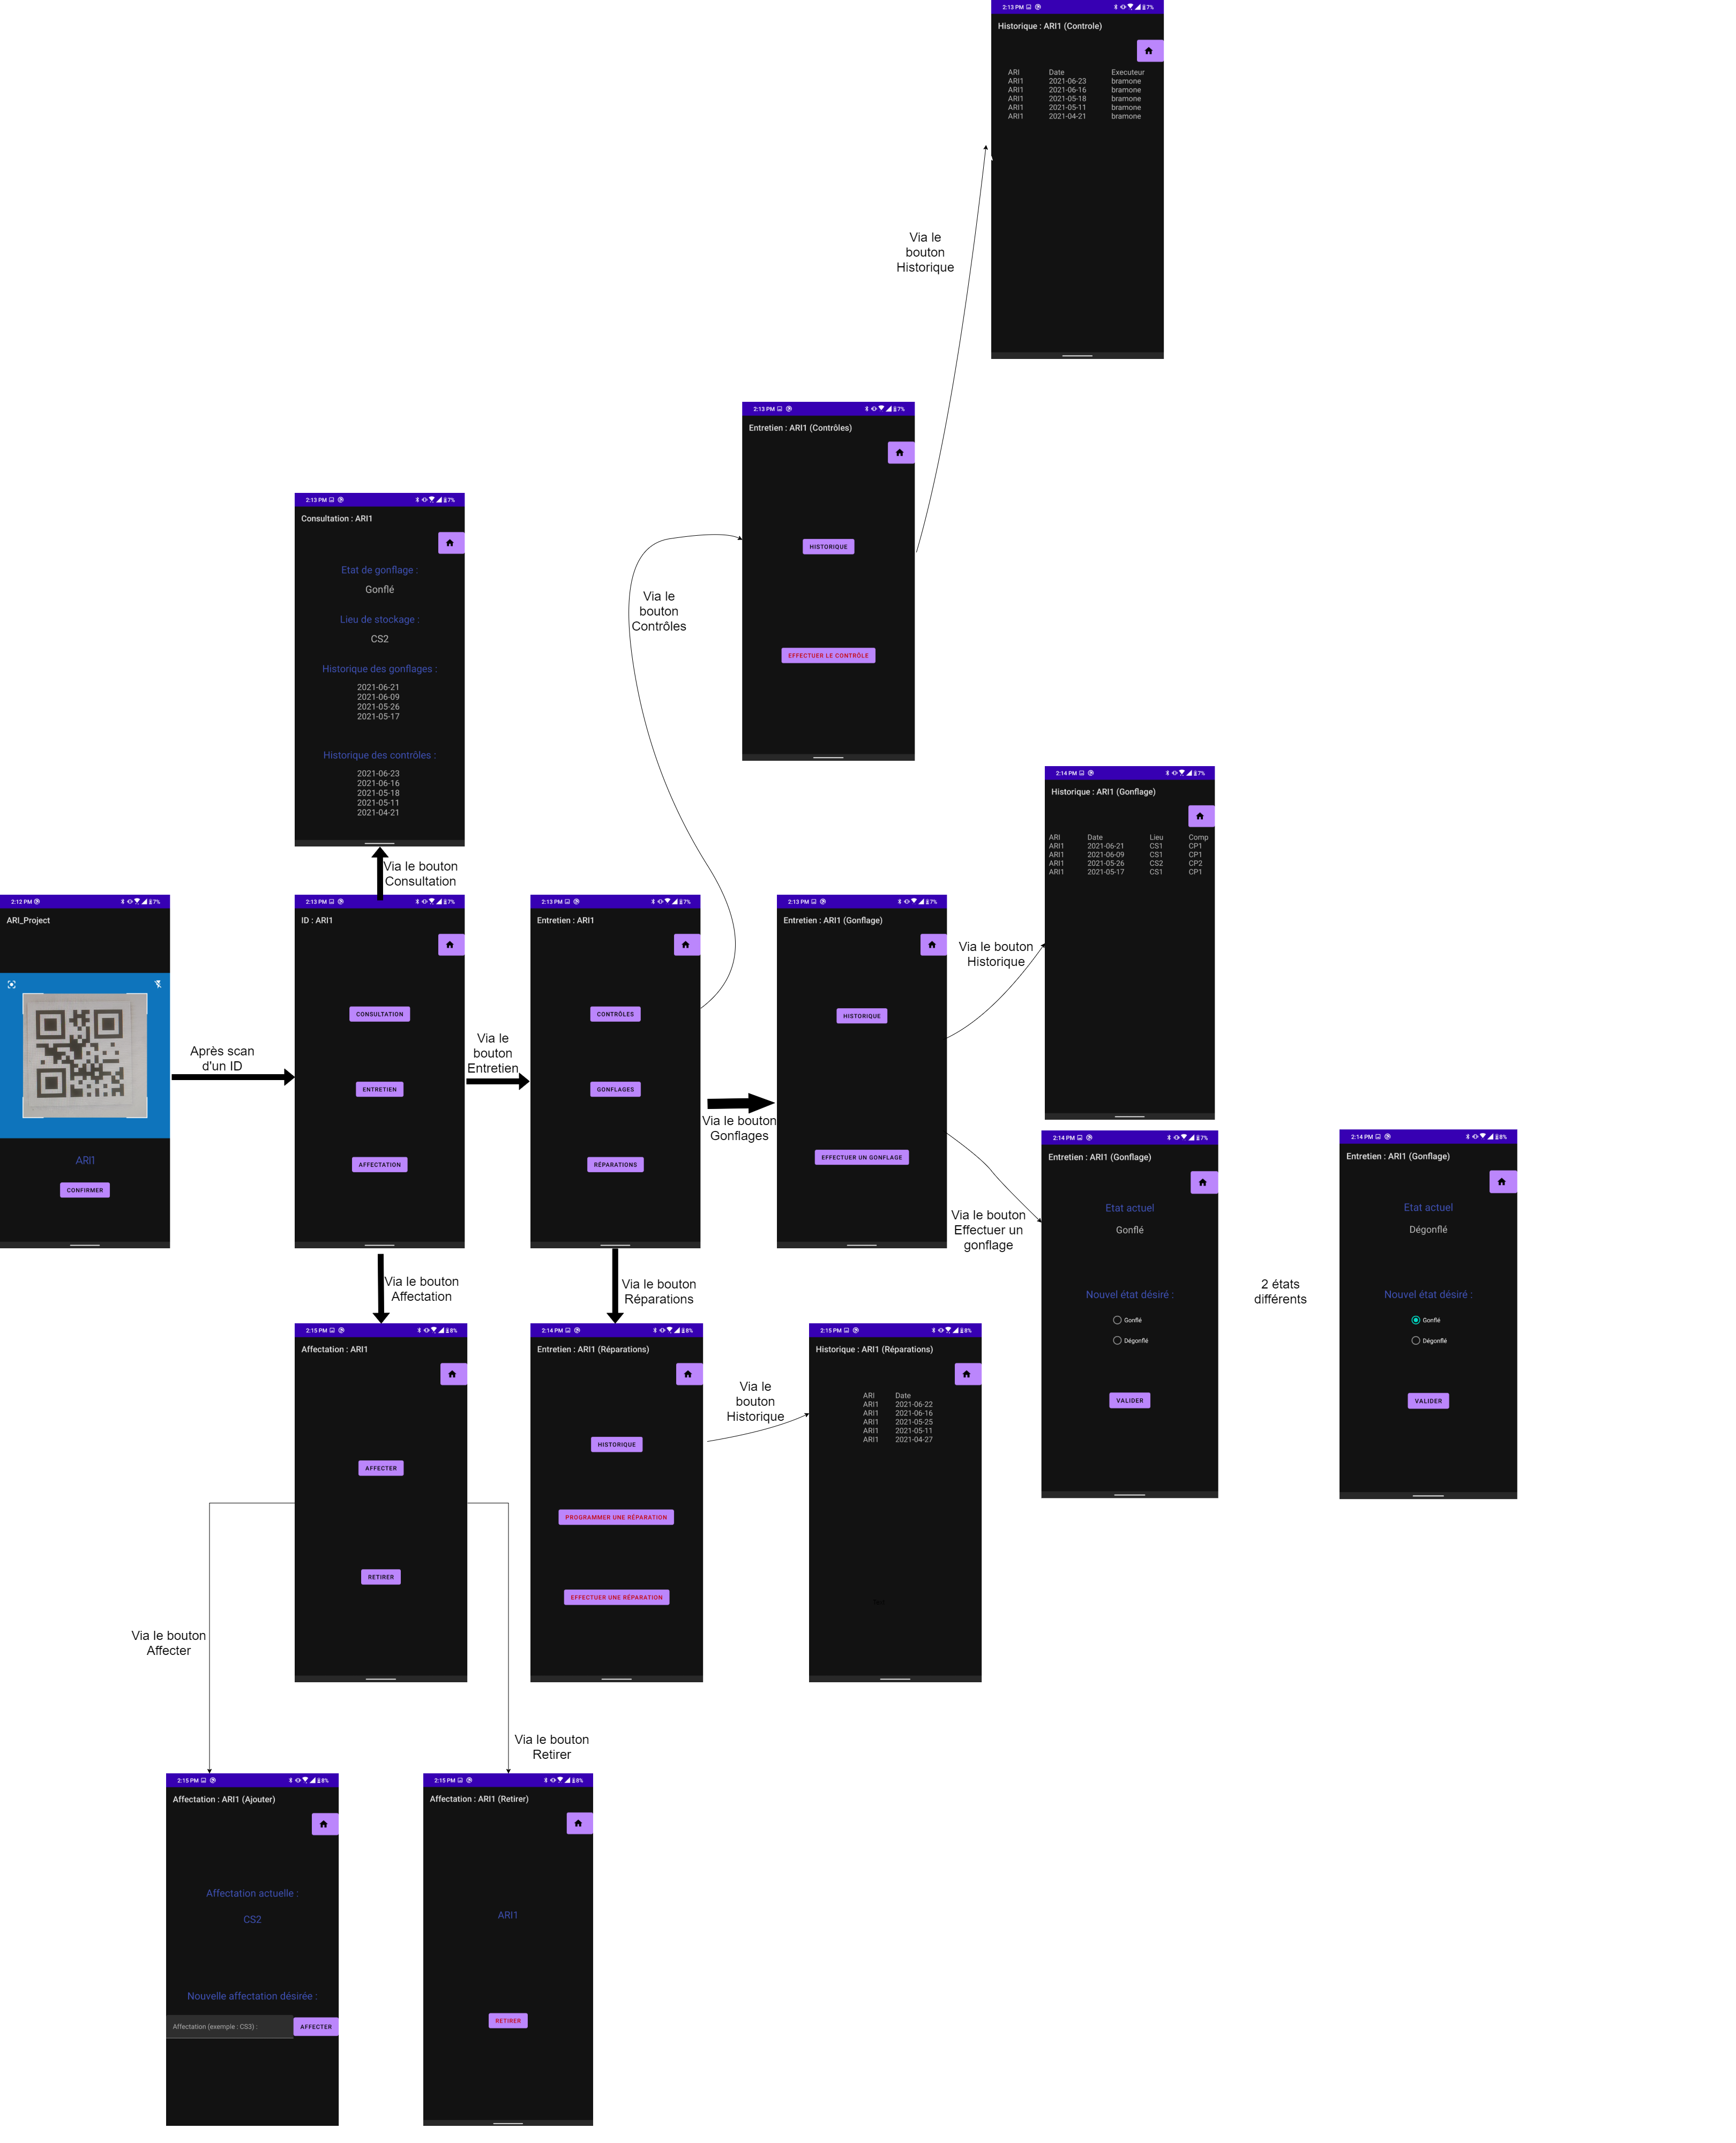 2:13 PM
7%
Historique : ARI1 (Controle)
ARI Date Executeur
ARI1 2021-06-23 bramone
ARI1 2021-06-16 bramone
ARI1 2021-05-18 bramone
ARI1 2021-05-11 bramone
ARI1 2021-04-21 bramone
Via le
bouton
Historique
2:13 PM
7%
Entretien : ARI1 (Contrôles)
HISTORIQUE
EFFECTUER LE CONTRÔLE
Via le
bouton
Contrôles
2:13 PM
7%
Consultation : ARI1
Etat de gonflage :
Gonflé
Lieu de stockage :
CS2
Historique des gonflages :
2021-06-21
2021-06-09
2021-05-26
2021-05-17
Historique des contrôles :
2021-06-23
2021-06-16
2021-05-18
2021-05-11
2021-04-21
Via le bouton
Consultation
2:12 PM
7%
ARI_Project
ARI1
CONFIRMER
Après scan
d'un ID
2:13 PM
7%
ID : ARI1
CONSULTATION
ENTRETIEN
AFFECTATION
Via le
bouton
Entretien
2:13 PM
7%
Entretien : ARI1
CONTRÔLES
GONFLAGES
RÉPARATIONS
Via le bouton
Gonflages
2:13 PM
7%
Entretien : ARI1 (Gonflage)
HISTORIQUE
EFFECTUER UN GONFLAGE
Via le bouton
Historique
2:14 PM
7%
Historique : ARI1 (Gonflage)
ARI Date Lieu Comp
ARI1 2021-06-21 CS1 CP1
ARI1 2021-06-09 CS1 CP1
ARI1 2021-05-26 CS2 CP2
ARI1 2021-05-17 CS1 CP1
Via le bouton
Effectuer un
gonflage
2:14 PM
7%
Entretien : ARI1 (Gonflage)
Etat actuel
Gonflé
Nouvel état désiré :
Gonflé
Dégonflé
VALIDER
2 états
différents
2:14 PM
8%
Entretien : ARI1 (Gonflage)
Etat actuel
Dégonflé
Nouvel état désiré :
Gonflé
Dégonflé
VALIDER
Via le bouton
Affectation
Via le bouton
Réparations
2:15 PM
8%
Affectation : ARI1
AFFECTER
RETIRER
2:14 PM
8%
Entretien : ARI1 (Réparations)
HISTORIQUE
PROGRAMMER UNE RÉPARATION
EFFECTUER UNE RÉPARATION
Via le
bouton
Historique
2:15 PM
8%
Historique : ARI1 (Réparations)
ARI Date
ARI1 2021-06-22
ARI1 2021-06-16
ARI1 2021-05-25
ARI1 2021-05-11
ARI1 2021-04-27
Via le bouton
Affecter
Via le bouton
Retirer
2:15 PM
8%
Affectation : ARI1 (Ajouter)
Affectation actuelle :
CS2
Nouvelle affectation désirée :
Affectation (exemple : CS3) :
AFFECTER
2:15 PM
8%
Affectation : ARI1 (Retirer)
ARI1
RETIRER